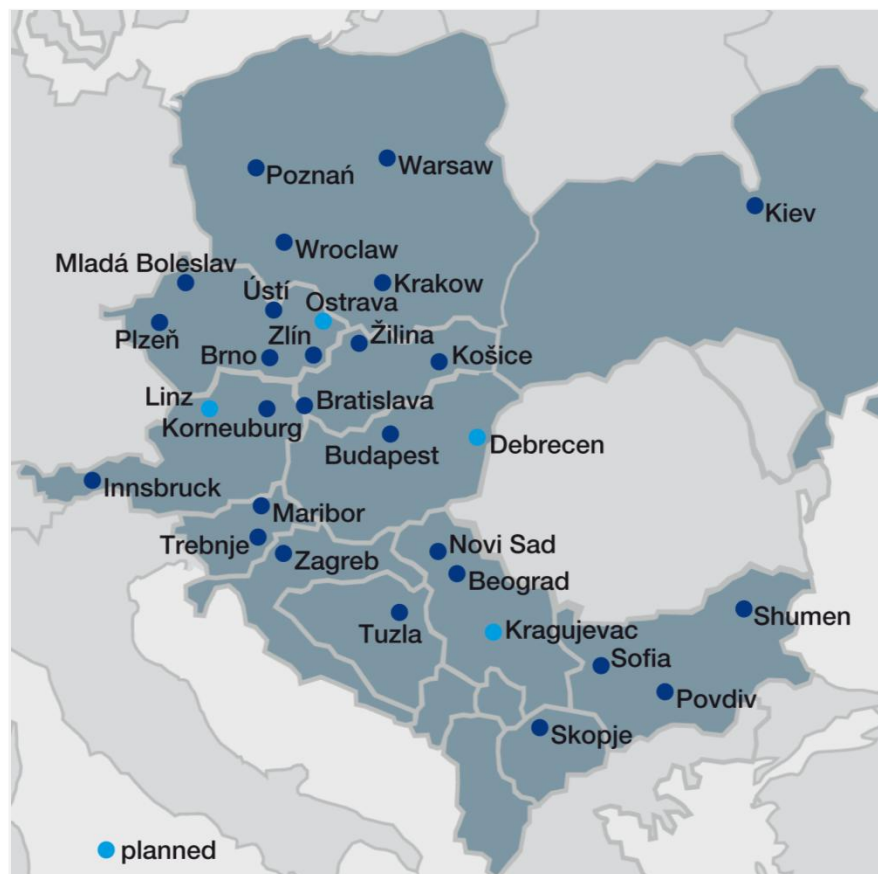 Poznań
Warsaw
Kiev
Wroclaw
Mladá Boleslav
Krakow
Ústí
Ostrava
Plzeň
Zlín
Žilina
Brno
Košice
Linz
Bratislava
Korneuburg
Budapest
Debrecen
Innsbruck
Maribor
Trebnje
Zagreb
Novi Sad
Beograd
Tuzla
Kragujevac
Shumen
Sofia
Povdiv
Skopje
planned